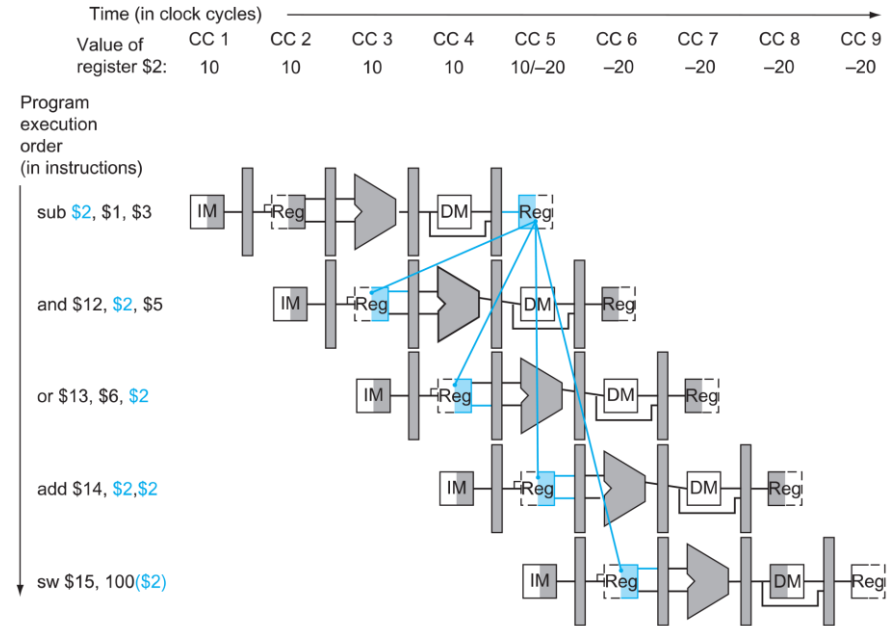 Time (in clock cycles)
Value of register $2:
CC 1 CC 2 CC 3 CC 4 CC 5 CC 6 CC 7 CC 8 CC 9
10 10 10 10 10/–20 –20 –20 –20 –20
Program
execution
order
(in instructions)
sub $2, $1, $3
IM Reg DM Reg
and $12, $2, $5
IM Reg DM Reg
or $13, $6, $2
IM Reg DM Reg
add $14, $2,$2
IM Reg DM Reg
sw $15, 100($2)
IM Reg DM Reg